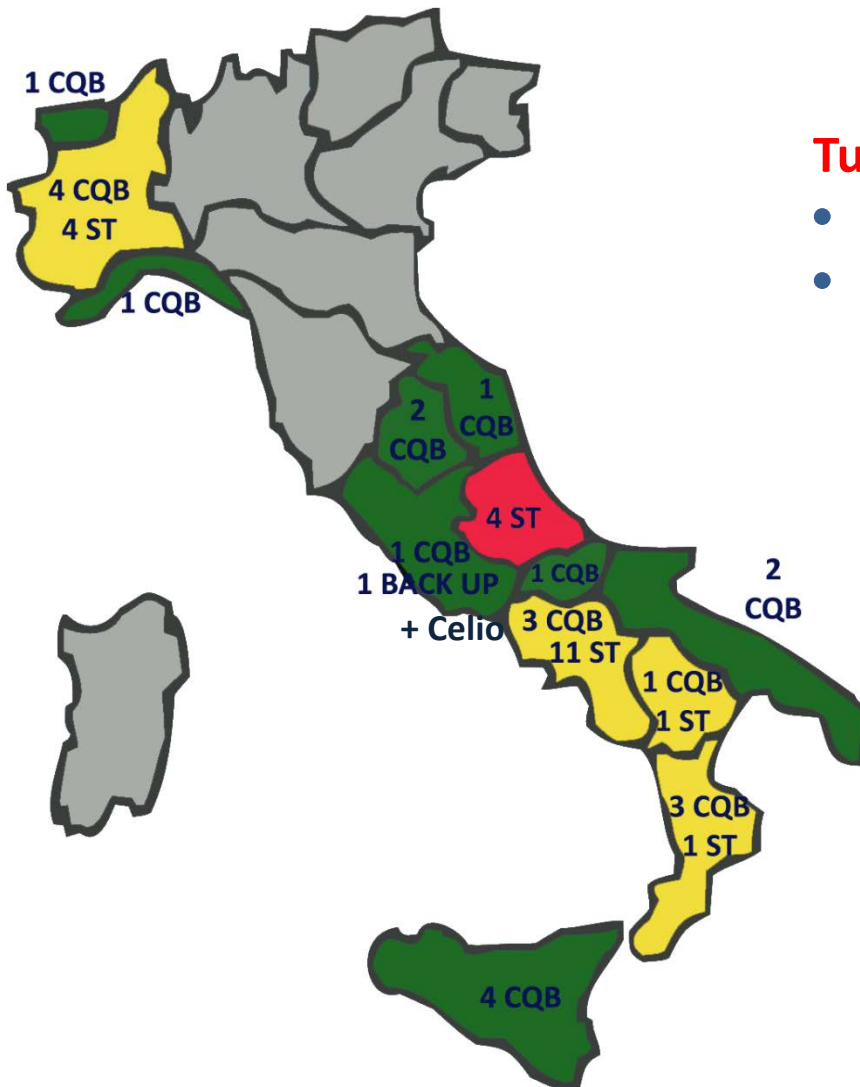 1 CQB
Tu
4 CQB
4 ST
1 CQB
1
CQB
2
CQB
4 ST
1 CQB
1 BACK UP
+ Celio
1 CQB
2
CQB
3 CQB
11 ST
1 CQB
1 ST
3 CQB
1 ST
4 CQB